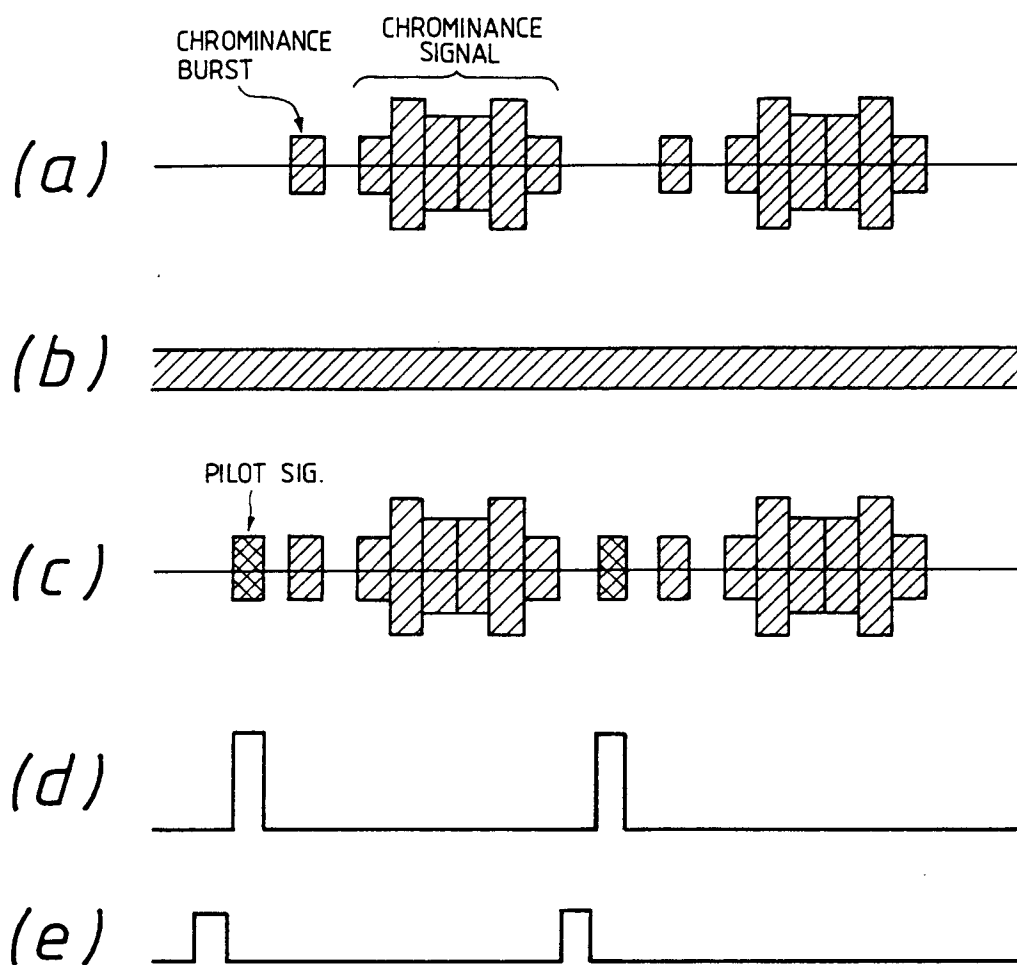 CHROMINANCE
BURST
CHROMINANCE
SIGNAL
(a)
(b)
PILOT SIG.
(c)
(d)
(e)